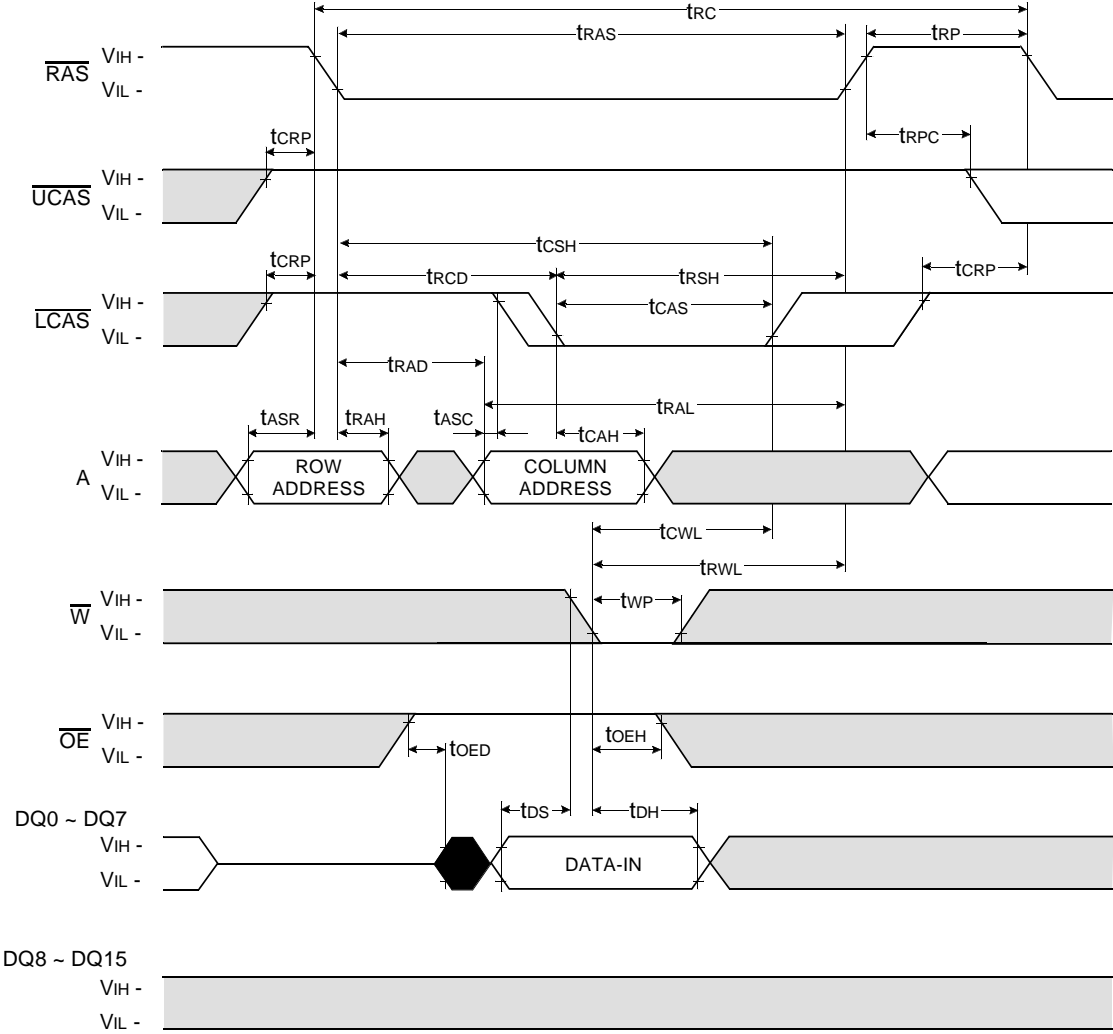 tRC
tRAS
tRP
RAS
VIH -
VIL -
tCRP
tRPC
UCAS
VIH -
VIL -
tCSH
tCRP
tRCD
tRSH
tCRP
LCAS
VIH -
VIL -
tCAS
tRAD
tRAL
tASR
tRAH
tASC
tCAH
A
VIH -
VIL -
ROW
ADDRESS
COLUMN
ADDRESS
tCWL
tRWL
W
VIH -
VIL -
tWP
OE
VIH -
VIL -
tOED
tOEH
DQ0 ~ DQ7
VIH -
VIL -
tDS
tDH
DATA-IN
DQ8 ~ DQ15
VIH -
VIL -